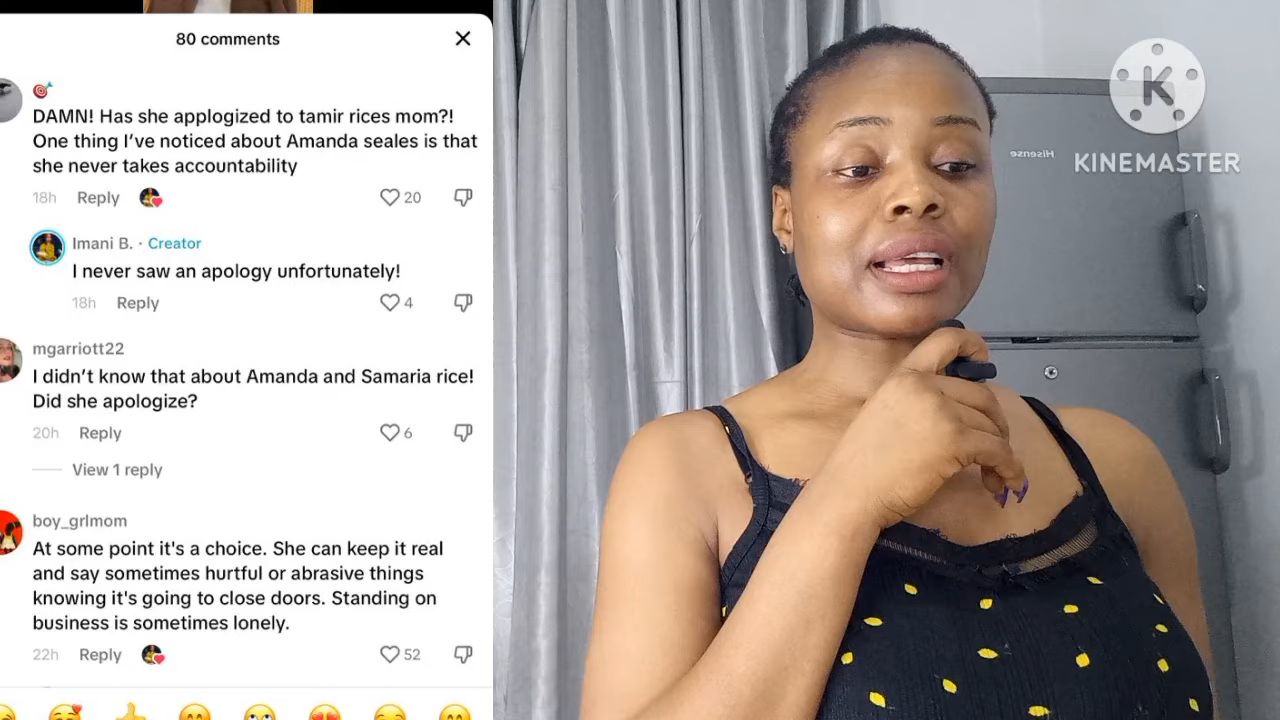 80 comments
DAMN! Has she applogized to tamir rices mom?!
One thing I've noticed about Amanda seales is that
she never takes accountability
18h Reply 20
Imani B. · Creator
I never saw an apology unfortunately!
18h Reply 4
mgarriott22
I didn't know that about Amanda and Samaria rice!
Did she apologize?
20h Reply 6
View 1 reply
boy_grlmom
At some point it's a choice. She can keep it real
and say sometimes hurtful or abrasive things
knowing it's going to close doors. Standing on
business is sometimes lonely.
22h Reply 52
Hisense
K
KINEMASTER